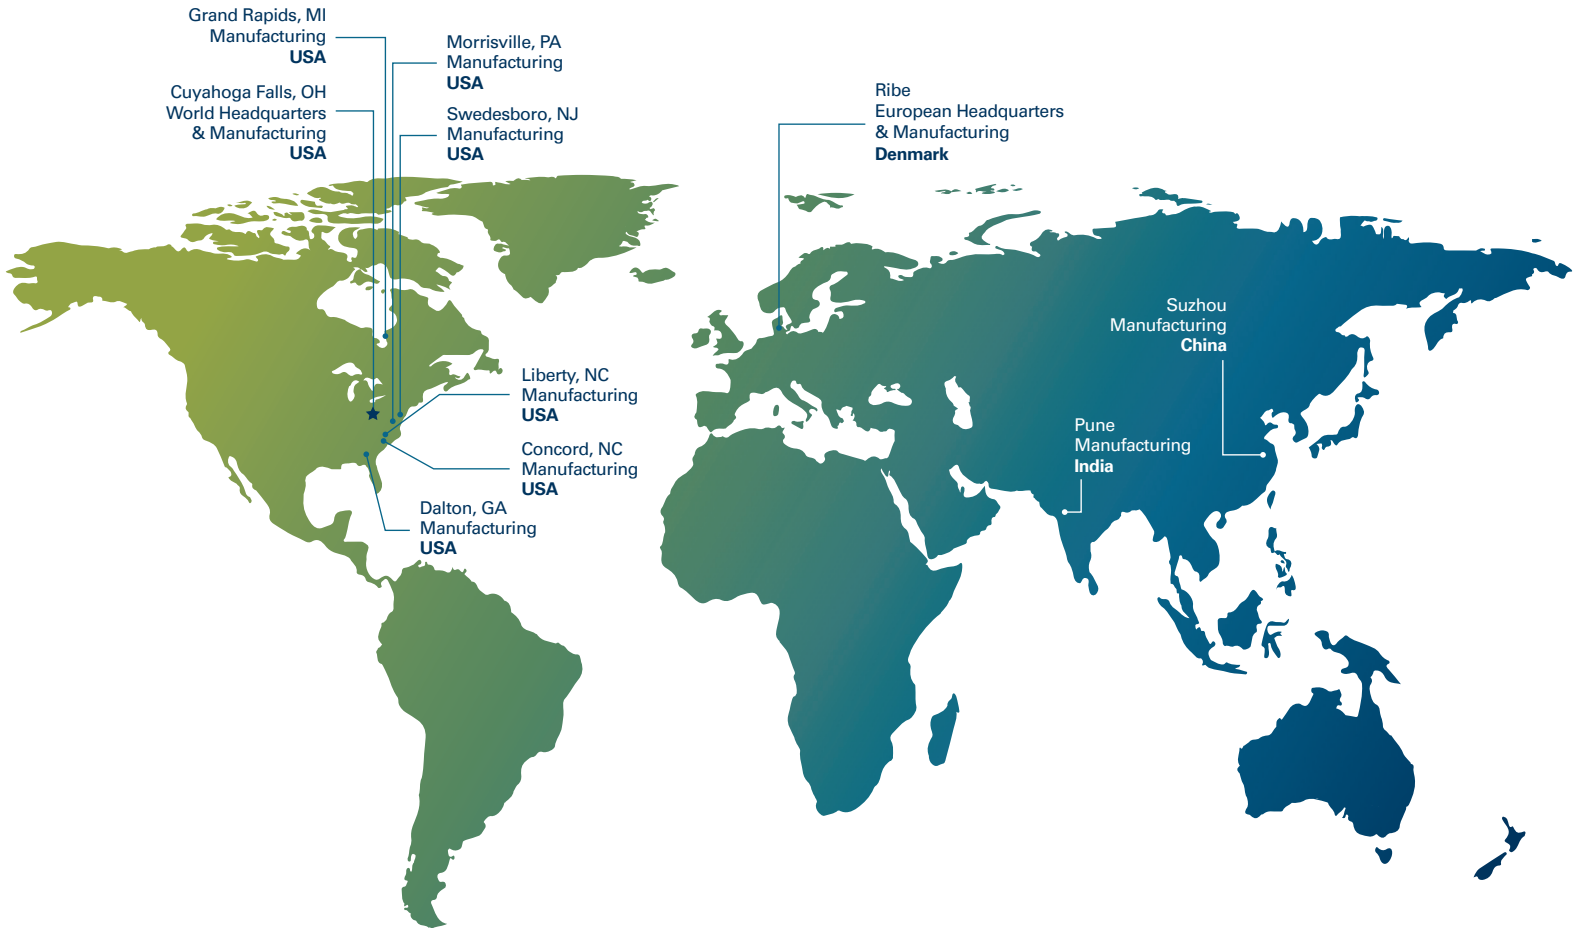 Grand Rapids, MI
Manufacturing
USA
Cuyahoga Falls, OH
World Headquarters
& Manufacturing
USA
Morrisville, PA
Manufacturing
USA
Swedesboro, NJ
Manufacturing
USA
Ribe
European Headquarters
& Manufacturing
Denmark
Suzhou
Manufacturing
China
Pune
Manufacturing
India
Liberty, NC
Manufacturing
USA
Concord, NC
Manufacturing
USA
Dalton, GA
Manufacturing
USA